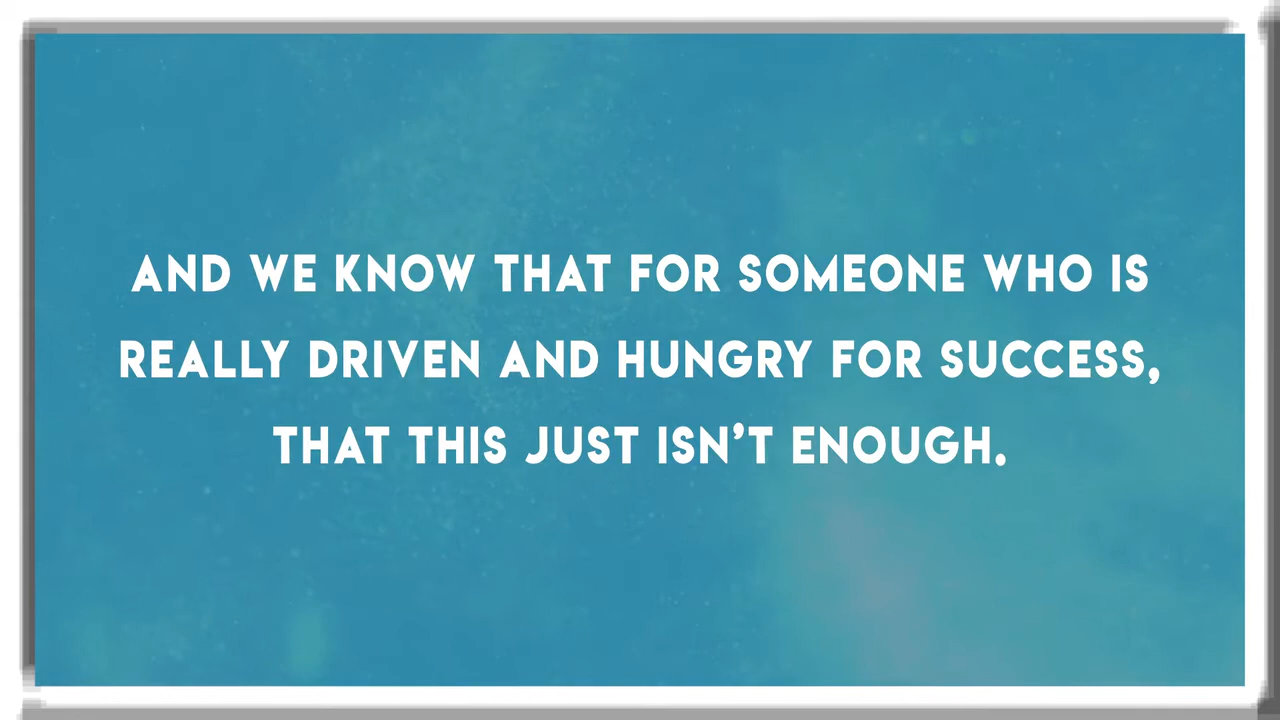 AND WE KNOW THAT FOR SOMEONE WHO IS
REALLY DRIVEN AND HUNGRY FOR SUCCESS,
THAT THIS JUST ISN'T ENOUGH.